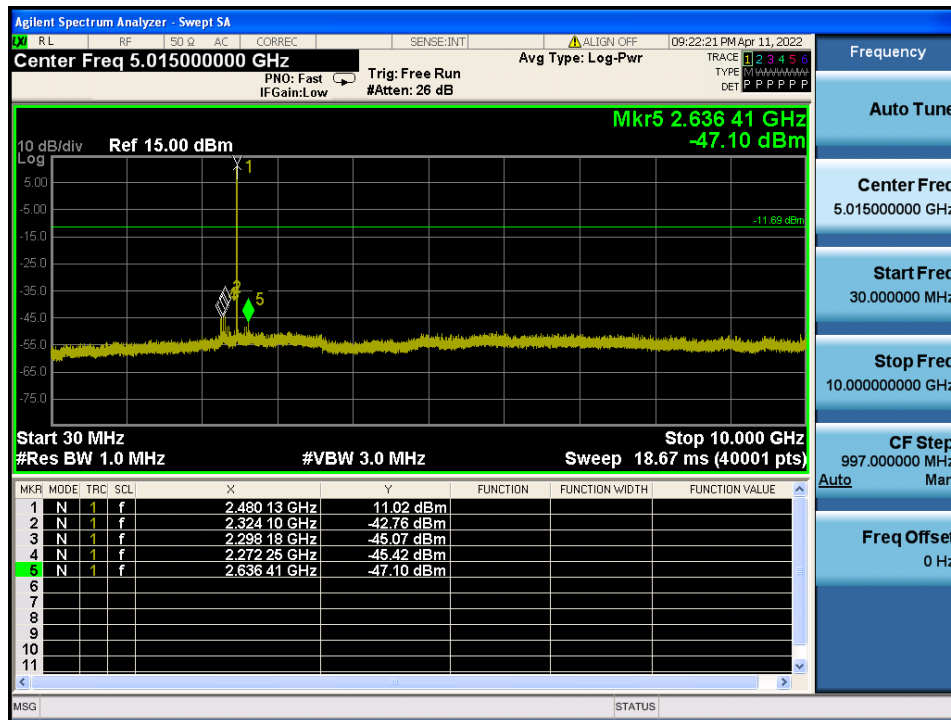 Agilent Spectrum Analyzer - Swept SA
LXI RL RF 50 Ω AC CORREC SENSE:INT ALIGN OFF 09:22:21 PM Apr 11, 2022
Center Freq 5.015000000 GHz
PNO: Fast
IFGain:Low
Trig: Free Run
#Atten: 26 dB
Avg Type: Log-Pwr
TRACE 1 2 3 4 5 6
TYPE M
DET P P P P P P
Mkr5 2.636 41 GHz
-47.10 dBm
10 dB/div
Log
Ref 15.00 dBm
5.00
-5.00
-15.0
-25.0
-35.0
-45.0
-55.0
-65.0
-75.0
-11.69 dBm
1
2
5
Start 30 MHz
Stop 10.000 GHz
#Res BW 1.0 MHz
#VBW 3.0 MHz
Sweep 18.67 ms (40001 pts)
MKR MODE TRC SCL X Y FUNCTION FUNCTION WIDTH FUNCTION VALUE
1 N 1 f 2.480 13 GHz 11.02 dBm
2 N 1 f 2.324 10 GHz -42.76 dBm
3 N 1 f 2.298 18 GHz -45.07 dBm
4 N 1 f 2.272 25 GHz -45.42 dBm
5 N 1 f 2.636 41 GHz -47.10 dBm
6
7
8
9
10
11
MSG
STATUS
Frequency
Auto Tune
Center Freq
5.015000000 GHz
Start Freq
30.000000 MHz
Stop Freq
10.000000000 GHz
CF Step
997.000000 MHz
Auto Man
Freq Offset
0 Hz